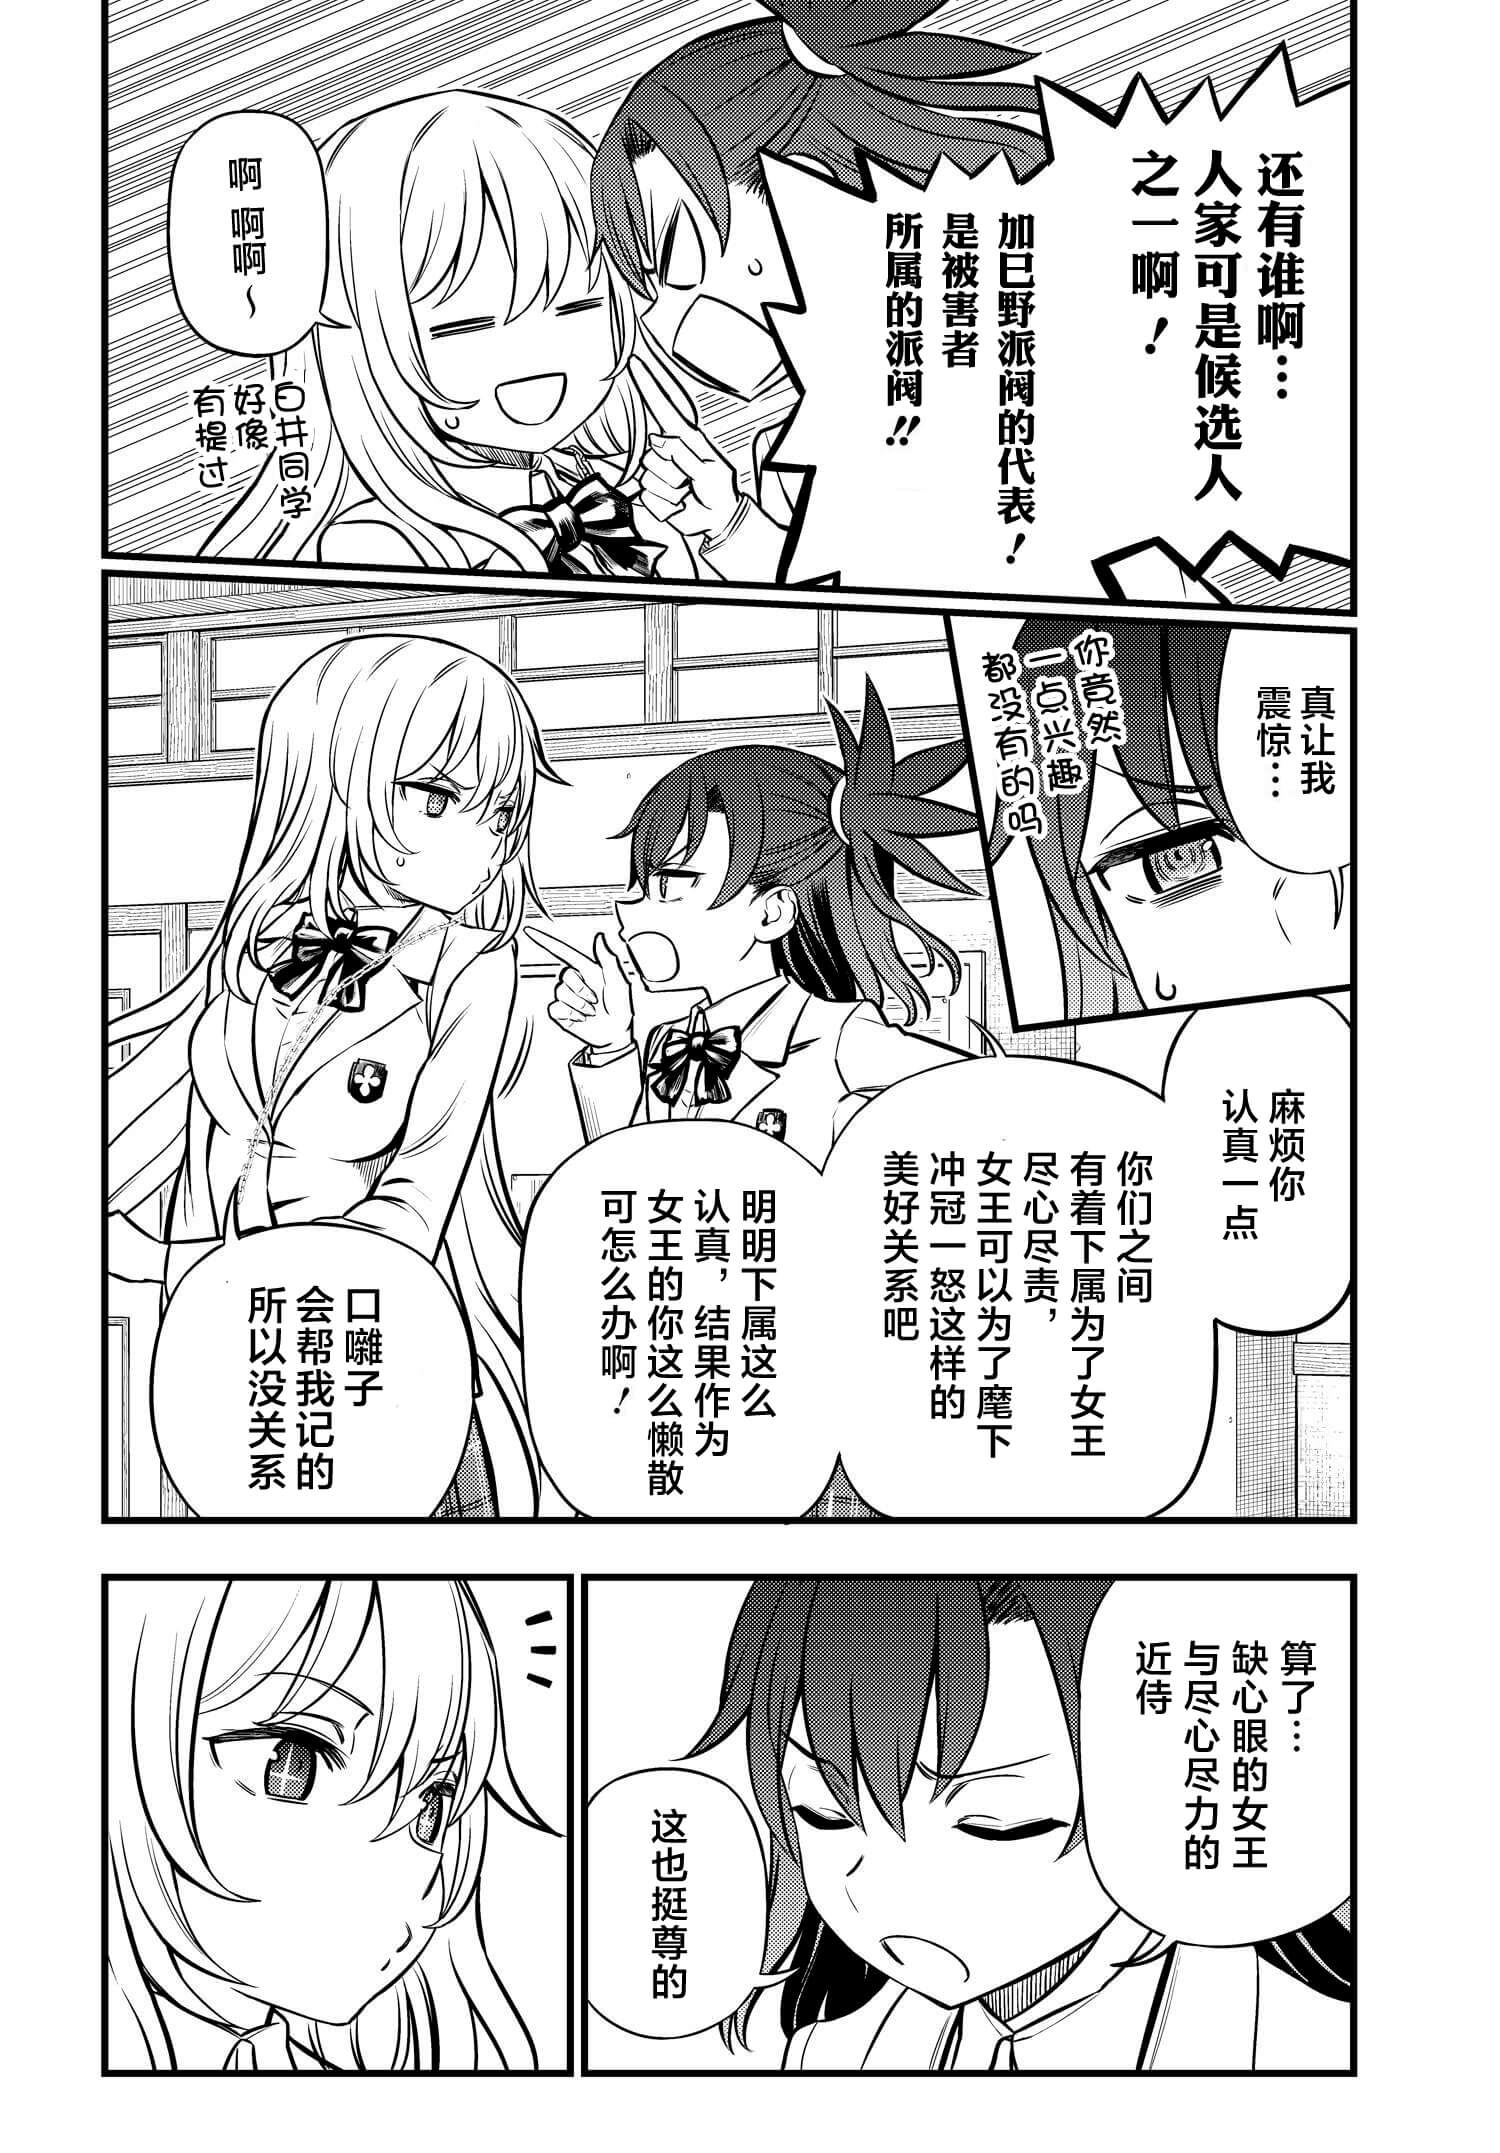 还有谁啊…
人家可是候选人
之一啊！
加巳野派阀的代表！
是被害者
所属的派阀!!
啊 啊啊～
白井同学
好像
有提过
真让我
震惊…
你竟然
一点兴趣
都没有的吗
麻烦你
认真一点
你们之间
有着下属为了女王
尽心尽责，
女王可以为了麾下
冲冠一怒这样的
美好关系吧
明明下属这么
认真，结果作为
女王的你这么懒散
可怎么办啊！
口囃子
会帮我记的
所以没关系
算了…
缺心眼的女王
与尽心尽力的
近侍
这也挺尊的